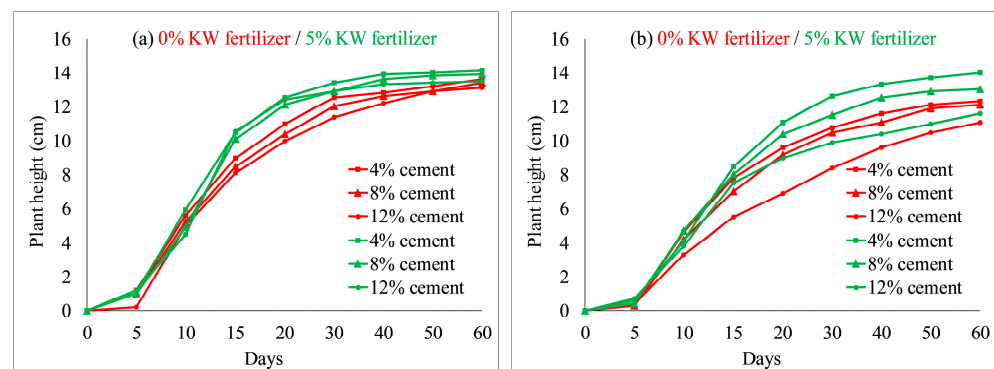 (a) 0% KW fertilizer / 5% KW fertilizer
Plant height (cm)
16
14
12
10
8
6
4
2
0
4% cement
8% cement
12% cement
4% cement
8% cement
12% cement
0 5 10 15 20 30 40 50 60
Days
(b) 0% KW fertilizer / 5% KW fertilizer
Plant height (cm)
16
14
12
10
8
6
4
2
0
4% cement
8% cement
12% cement
4% cement
8% cement
12% cement
0 5 10 15 20 30 40 50 60
Days